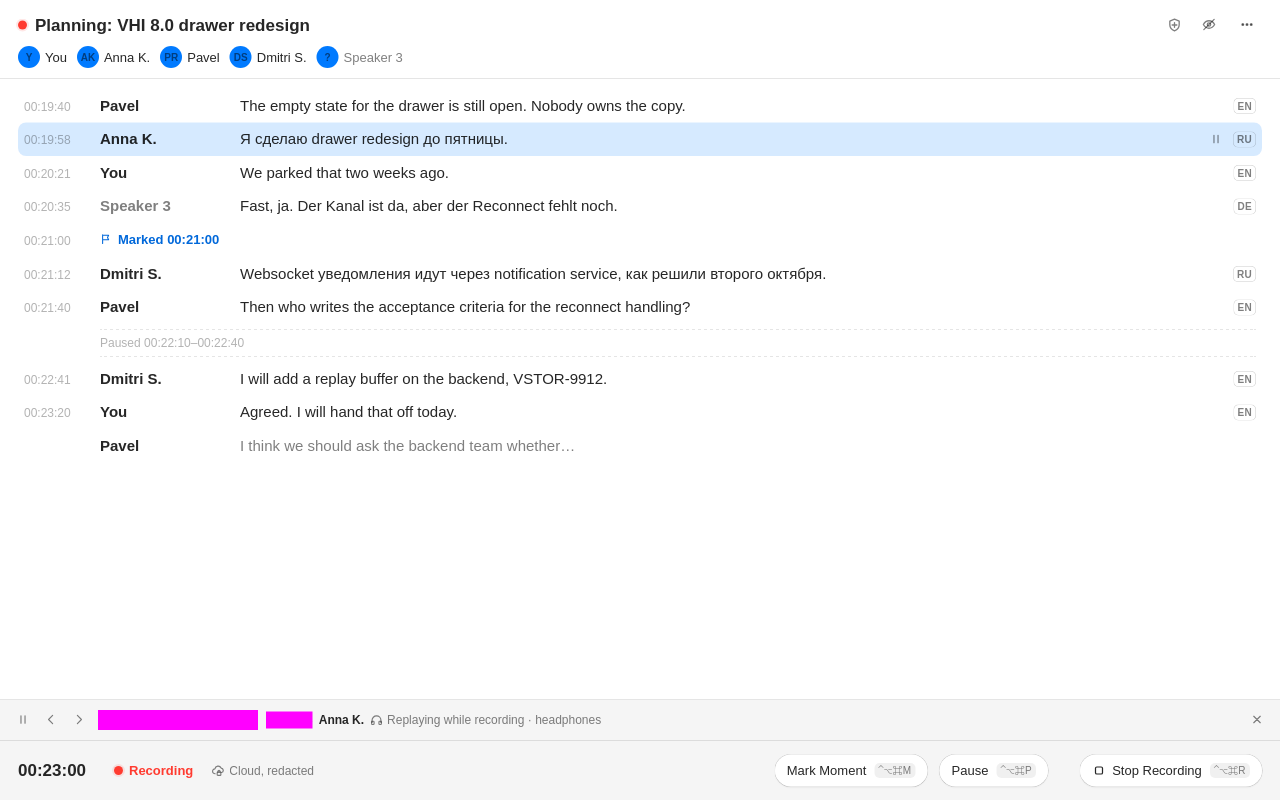 Planning: VHI 8.0 drawer redesign
Y You AK Anna K. PR Pavel DS Dmitri S. ? Speaker 3
00:19:40 Pavel The empty state for the drawer is still open. Nobody owns the copy. EN
00:19:58 Anna K. Я сделаю drawer redesign до пятницы. RU
00:20:21 You We parked that two weeks ago. EN
00:20:35 Speaker 3 Fast, ja. Der Kanal ist da, aber der Reconnect fehlt noch. DE
00:21:00 Marked 00:21:00
00:21:12 Dmitri S. Websocket уведомления идут через notification service, как решили второго октября. RU
00:21:40 Pavel Then who writes the acceptance criteria for the reconnect handling? EN
Paused 00:22:10–00:22:40
00:22:41 Dmitri S. I will add a replay buffer on the backend, VSTOR-9912. EN
00:23:20 You Agreed. I will hand that off today. EN
Pavel I think we should ask the backend team whether…
Anna K. Replaying while recording · headphones
00:23:00 Recording Cloud, redacted Mark Moment ^⌥⌘M Pause ^⌥⌘P Stop Recording ^⌥⌘R